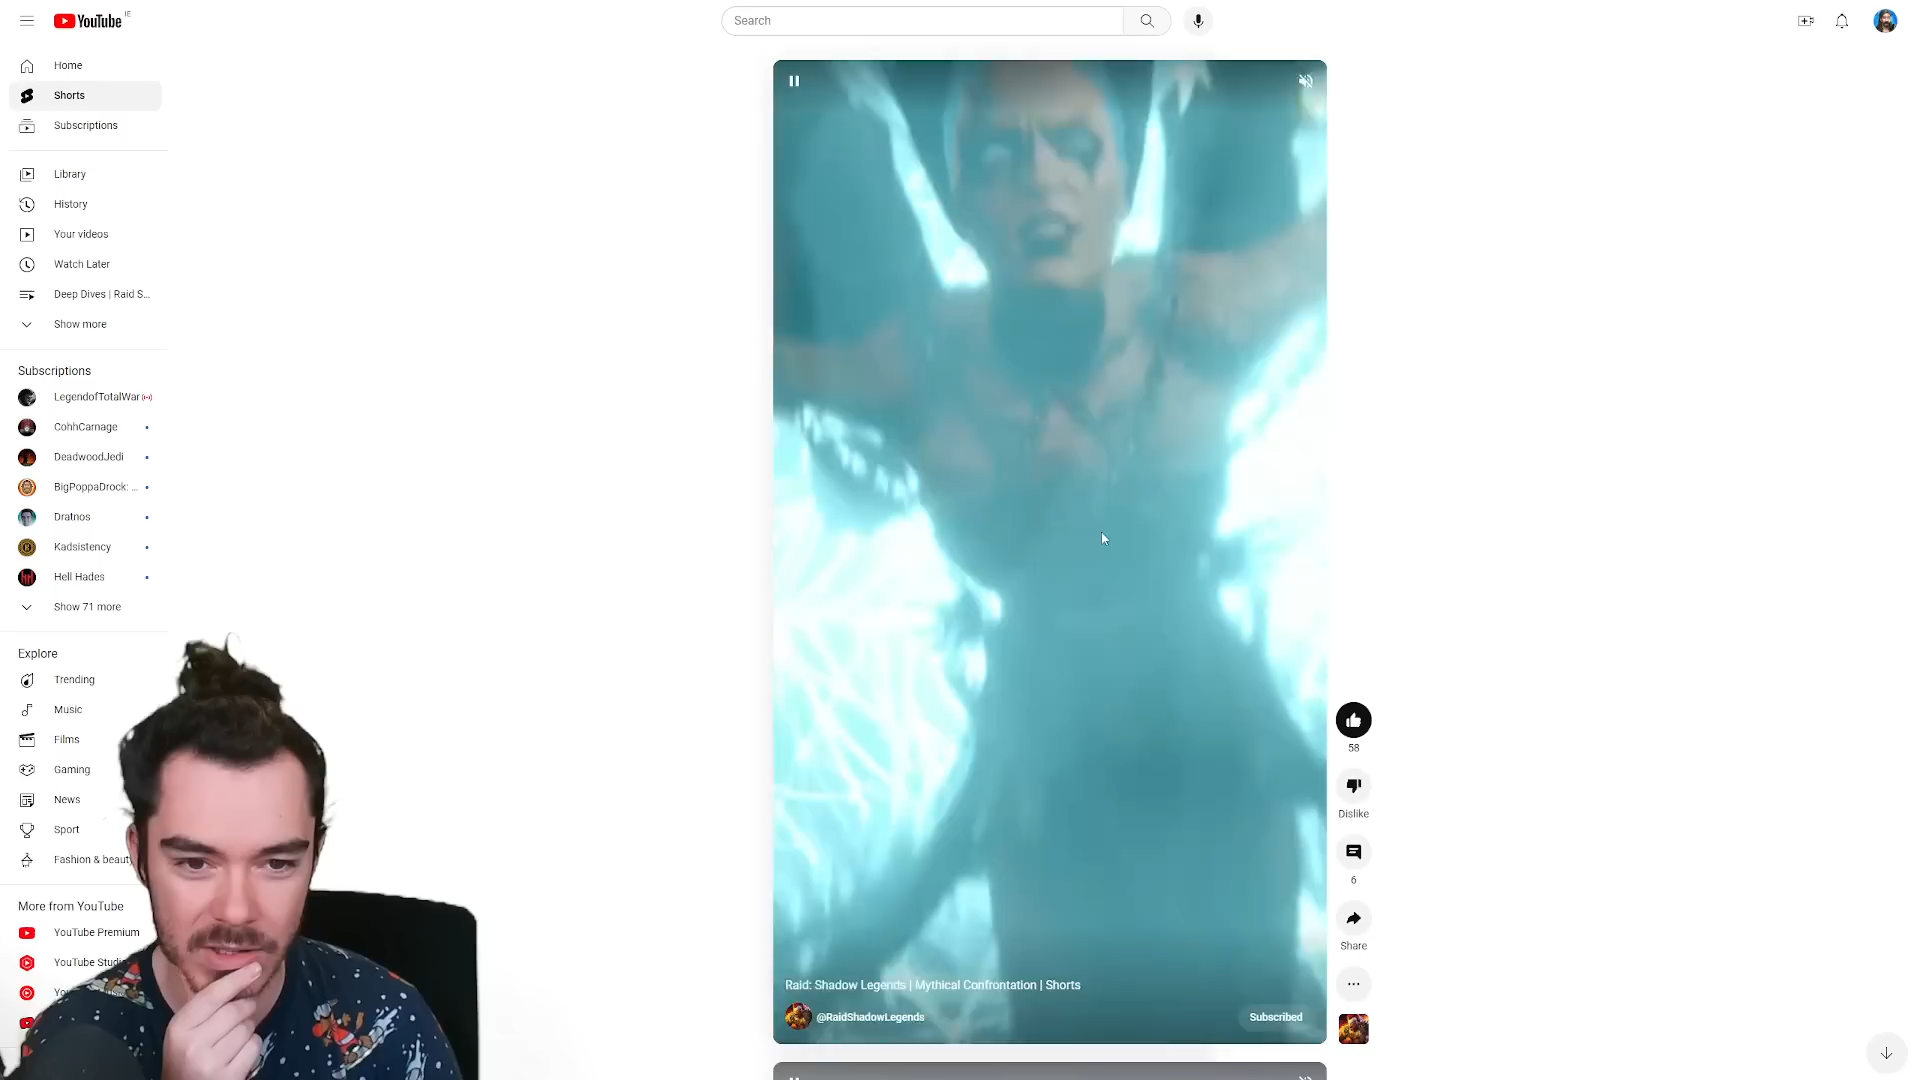 YouTube IE
Search
Home
Shorts
Subscriptions
Library
History
Your videos
Watch Later
Deep Dives | Raid S...
Show more
Subscriptions
LegendofTotalWar
CohhCarnage
DeadwoodJedi
BigPoppaDrock: ...
Dratnos
Kadsistency
Hell Hades
Show 71 more
Explore
Trending
Music
Films
Gaming
News
Sport
Fashion & beauty
More from YouTube
YouTube Premium
YouTube Studio
58
Dislike
6
Share
Raid: Shadow Legends | Mythical Confrontation | Shorts
@RaidShadowLegends
Subscribed